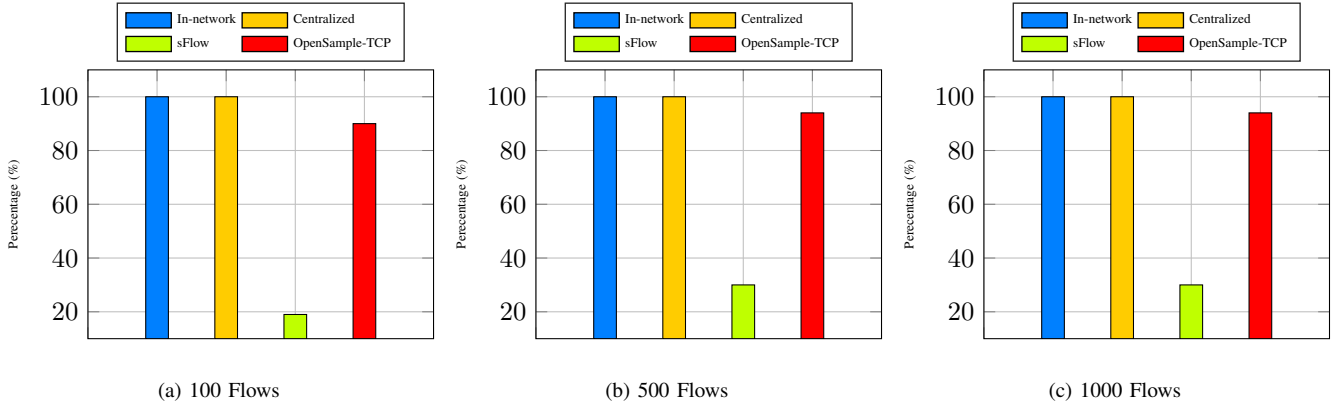 In-network Centralized
sFlow OpenSample-TCP
100
80
60
40
20
Perecentage (%)
(a) 100 Flows
In-network Centralized
sFlow OpenSample-TCP
100
80
60
40
20
Perecentage (%)
(b) 500 Flows
In-network Centralized
sFlow OpenSample-TCP
100
80
60
40
20
Perecentage (%)
(c) 1000 Flows